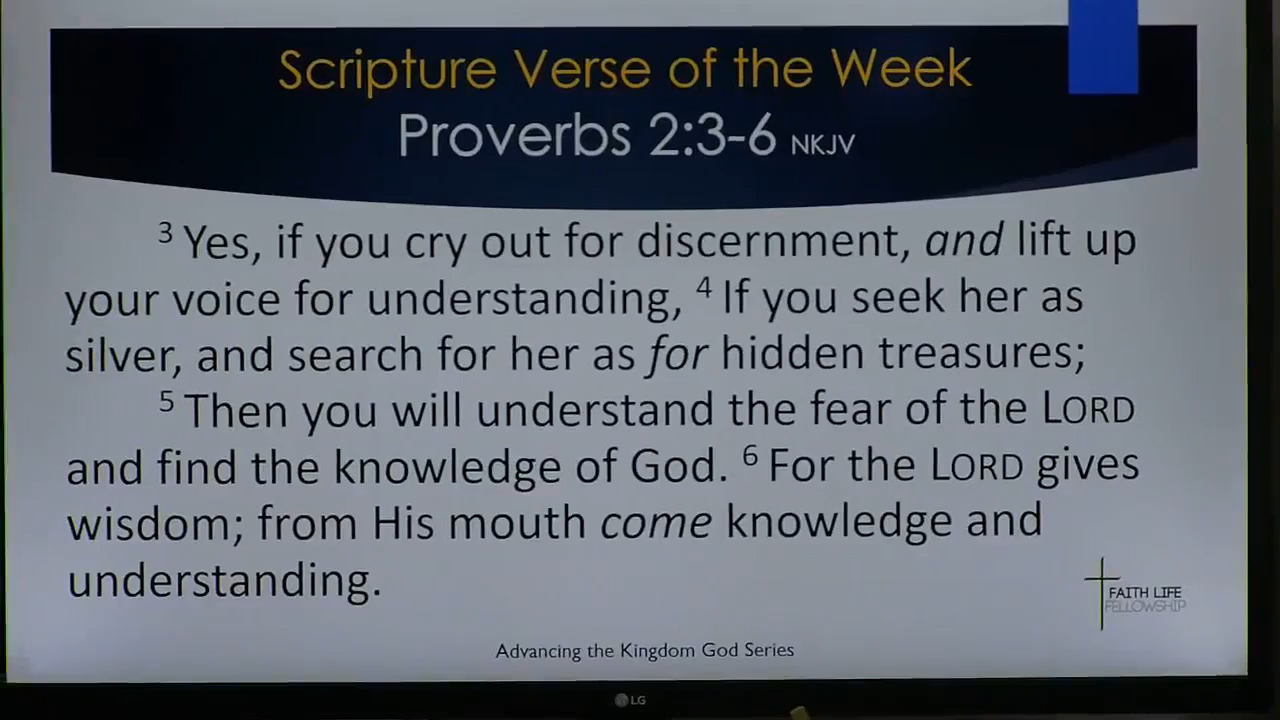 Scripture Verse of the Week
Proverbs 2:3-6 NKJV
3 Yes, if you cry out for discernment, and lift up
your voice for understanding, 4 If you seek her as
silver, and search for her as for hidden treasures;
5 Then you will understand the fear of the LORD
and find the knowledge of God. 6 For the LORD gives
wisdom; from His mouth come knowledge and
understanding.
FAITH LIFE
FELLOWSHIP
Advancing the Kingdom God Series
LG